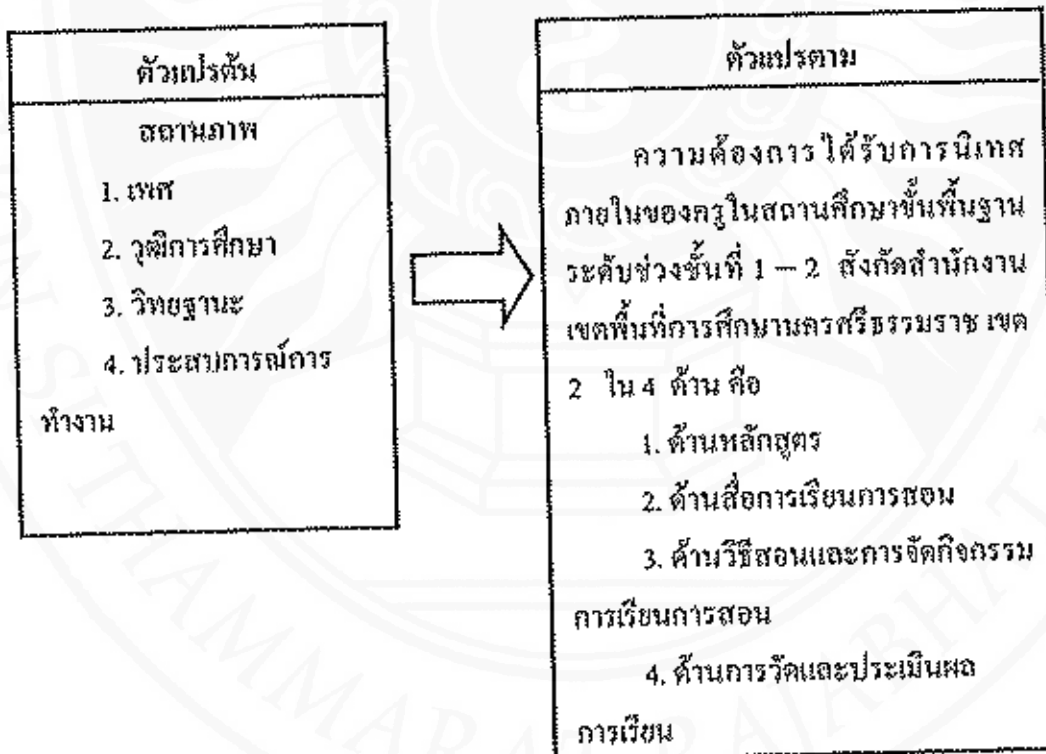 ตัวแปรต้น
สถานภาพ
1. เพศ
2. วุฒิการศึกษา
3. วิทยฐานะ
4. ประสบการณ์การ
ทำงาน
ตัวแปรตาม
ความต้องการได้รับการนิเทศ
ภายในของครูในสถานศึกษาขั้นพื้นฐาน
ระดับช่วงชั้นที่ 1 – 2 สังกัดสำนักงาน
เขตพื้นที่การศึกษานครศรีธรรมราช เขต
2 ใน 4 ด้าน คือ
1. ด้านหลักสูตร
2. ด้านสื่อการเรียนการสอน
3. ด้านวิธีสอนและการจัดกิจกรรม
การเรียนการสอน
4. ด้านการวัดและประเมินผล
การเรียน